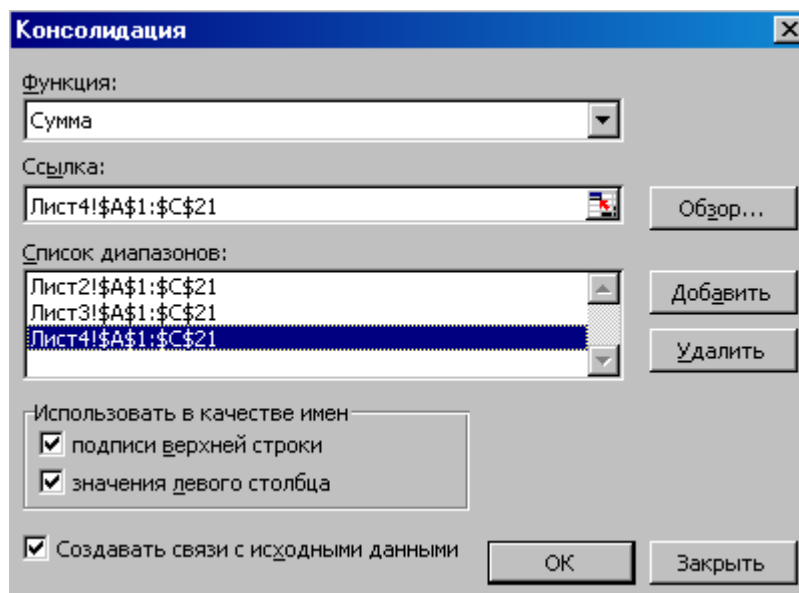 Консолидация
Функция:
Сумма
Ссылка:
Лист4!$A$1:$C$21
Обзор...
Список диапазонов:
Лист2!$A$1:$C$21
Лист3!$A$1:$C$21
Лист4!$A$1:$C$21
Добавить
Удалить
Использовать в качестве имен
подписи верхней строки
значения левого столбца
Создавать связи с исходными данными
OK
Закрыть